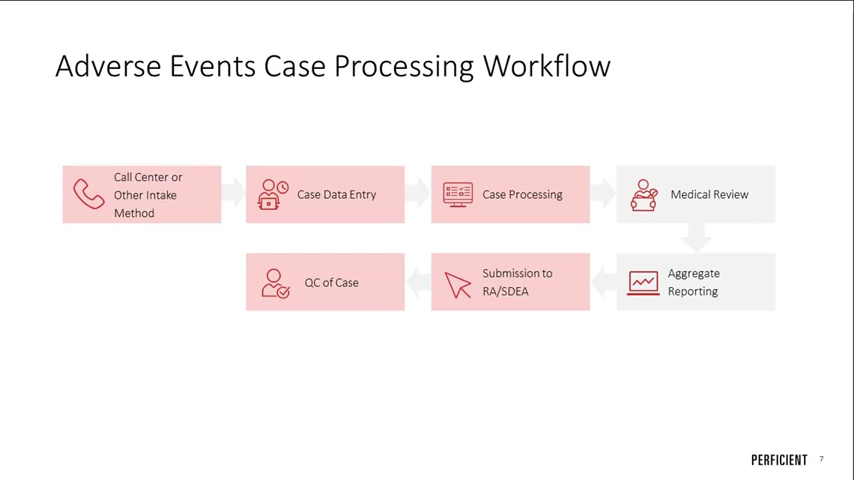 Adverse Events Case Processing Workflow
Call Center or
Other Intake
Method
Case Data Entry
Case Processing
Medical Review
QC of Case
Submission to
RA/SDEA
Aggregate
Reporting
PERFICIENT 7